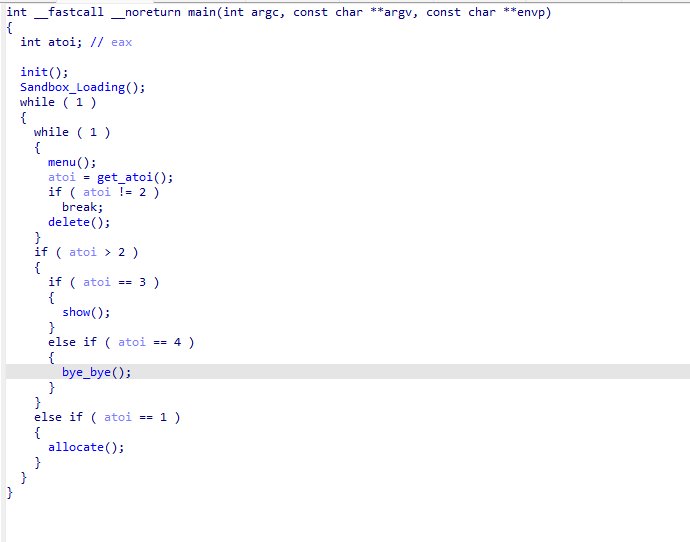 int __fastcall __noreturn main(int argc, const char **argv, const char **envp)
{
  int atoi; // eax

  init();
  Sandbox_Loading();
  while ( 1 )
  {
    while ( 1 )
    {
      menu();
      atoi = get_atoi();
      if ( atoi != 2 )
        break;
      delete();
    }
    if ( atoi > 2 )
    {
      if ( atoi == 3 )
      {
        show();
      }
      else if ( atoi == 4 )
      {
        bye_bye();
      }
    }
    else if ( atoi == 1 )
    {
      allocate();
    }
  }
}